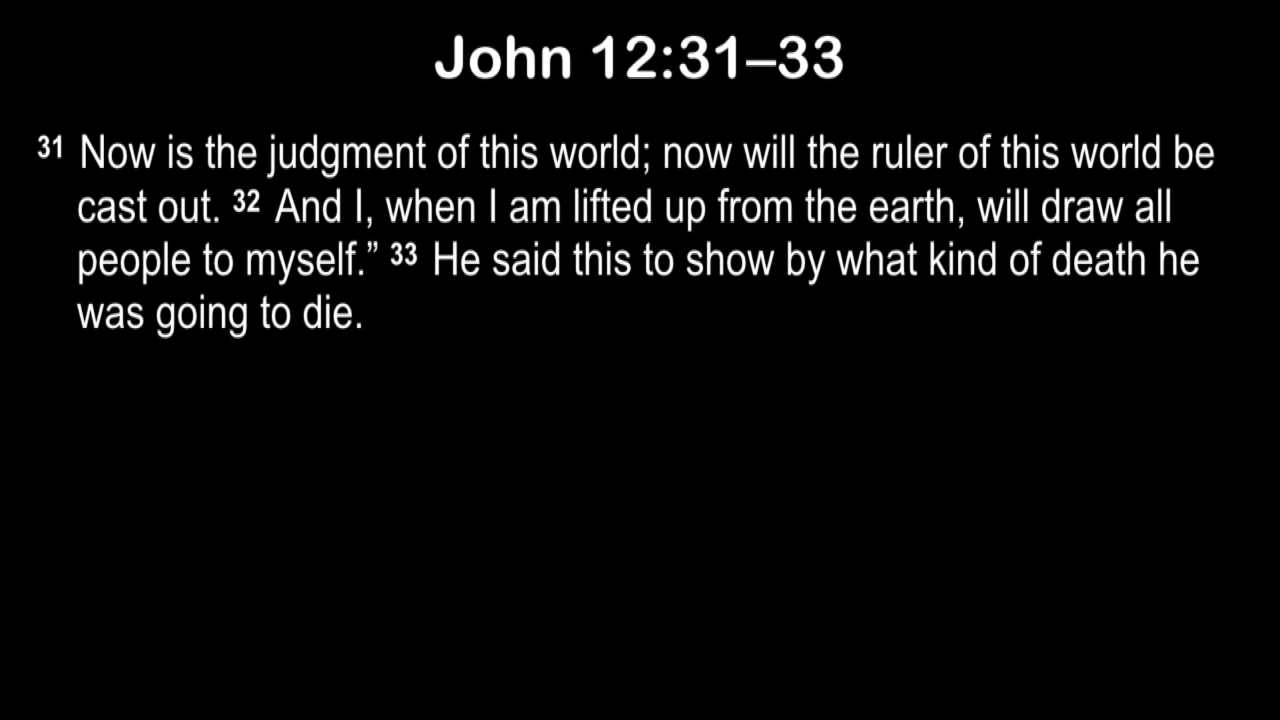 John 12:31–33
31 Now is the judgment of this world; now will the ruler of this world be
cast out. 32 And I, when I am lifted up from the earth, will draw all
people to myself.” 33 He said this to show by what kind of death he
was going to die.